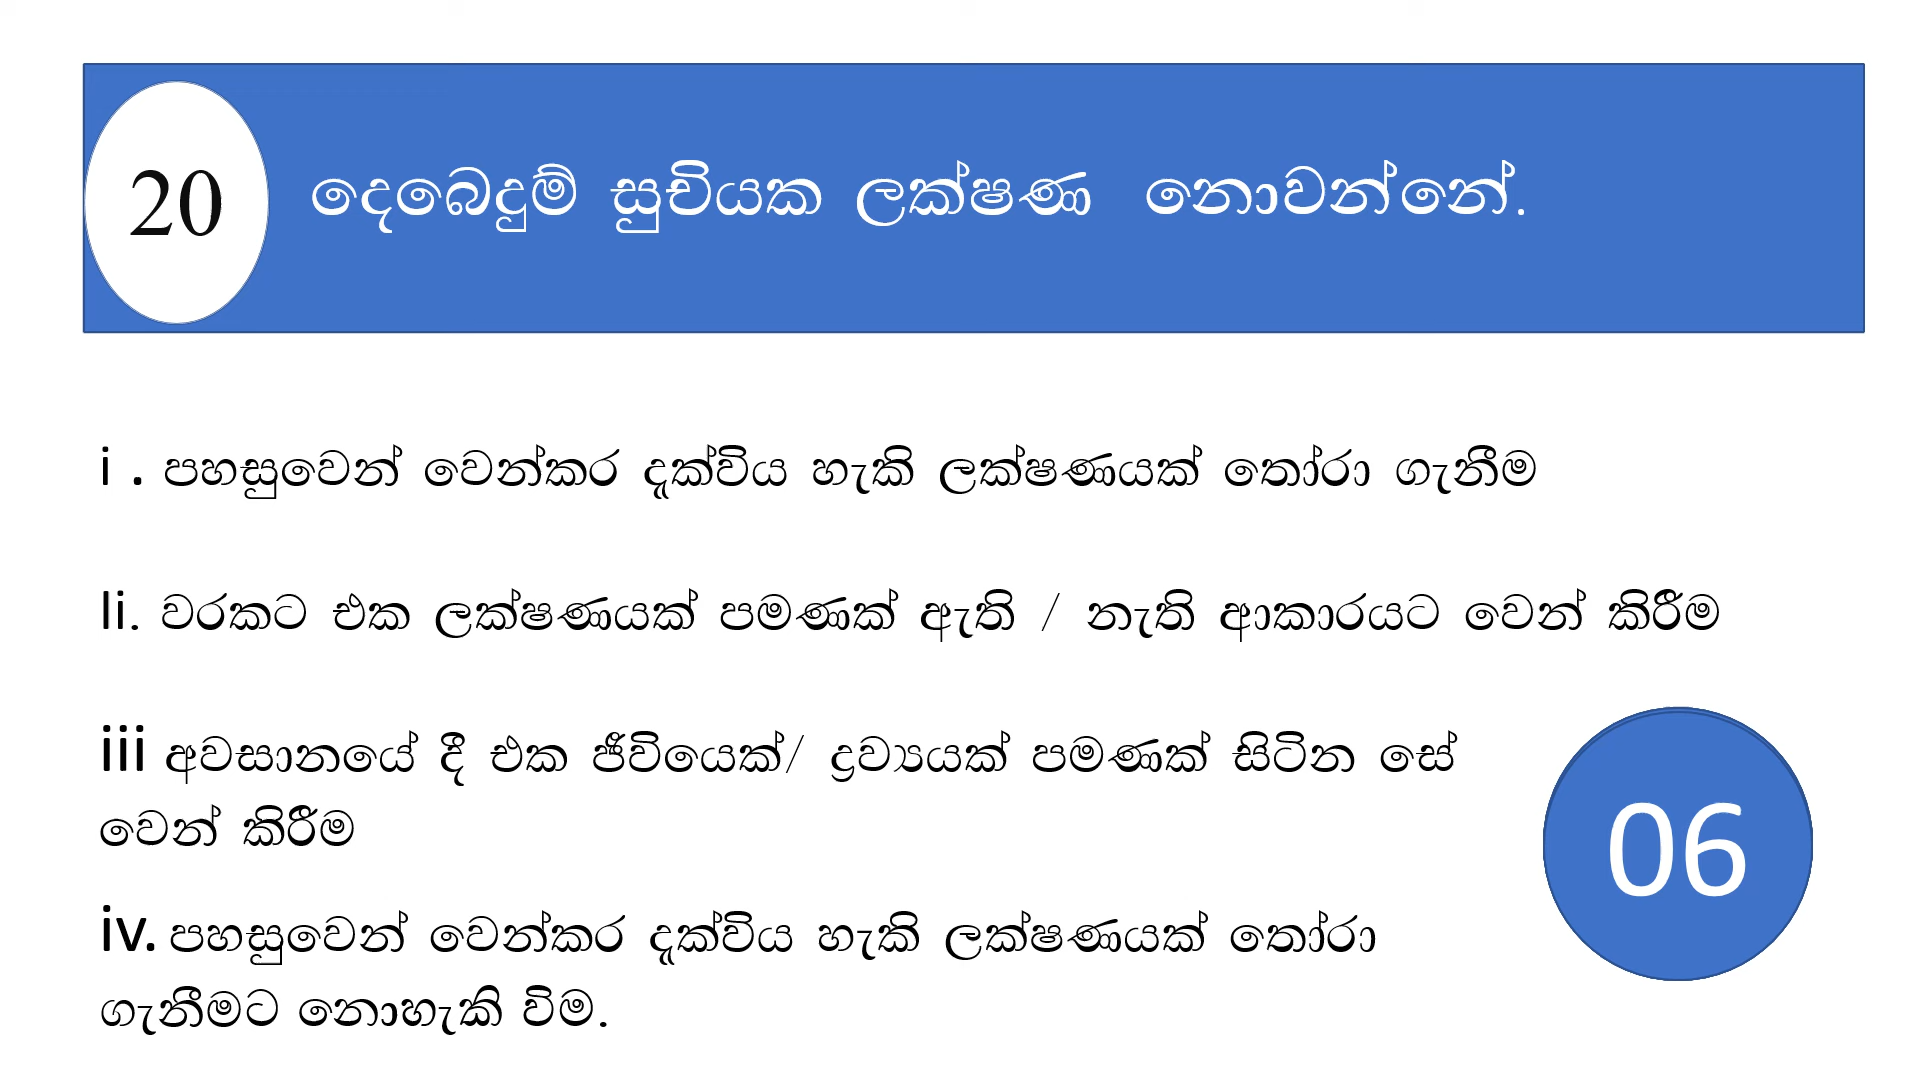 20
දෙබෙදුම් සුචියක ලක්ෂණ නොවන්නේ.
i . පහසුවෙන් වෙන්කර දැක්විය හැකි ලක්ෂණයක් තෝරා ගැනීම
Ii. වරකට එක ලක්ෂණයක් පමණක් ඇති / නැති ආකාරයට වෙන් කිරීම
iii අවසානයේ දී එක ජීවියෙක්/ ද්‍රව්‍යයක් පමණක් සිටින සේ
වෙන් කිරීම
06
iv. පහසුවෙන් වෙන්කර දැක්විය හැකි ලක්ෂණයක් තෝරා
ගැනීමට නොහැකි විම.